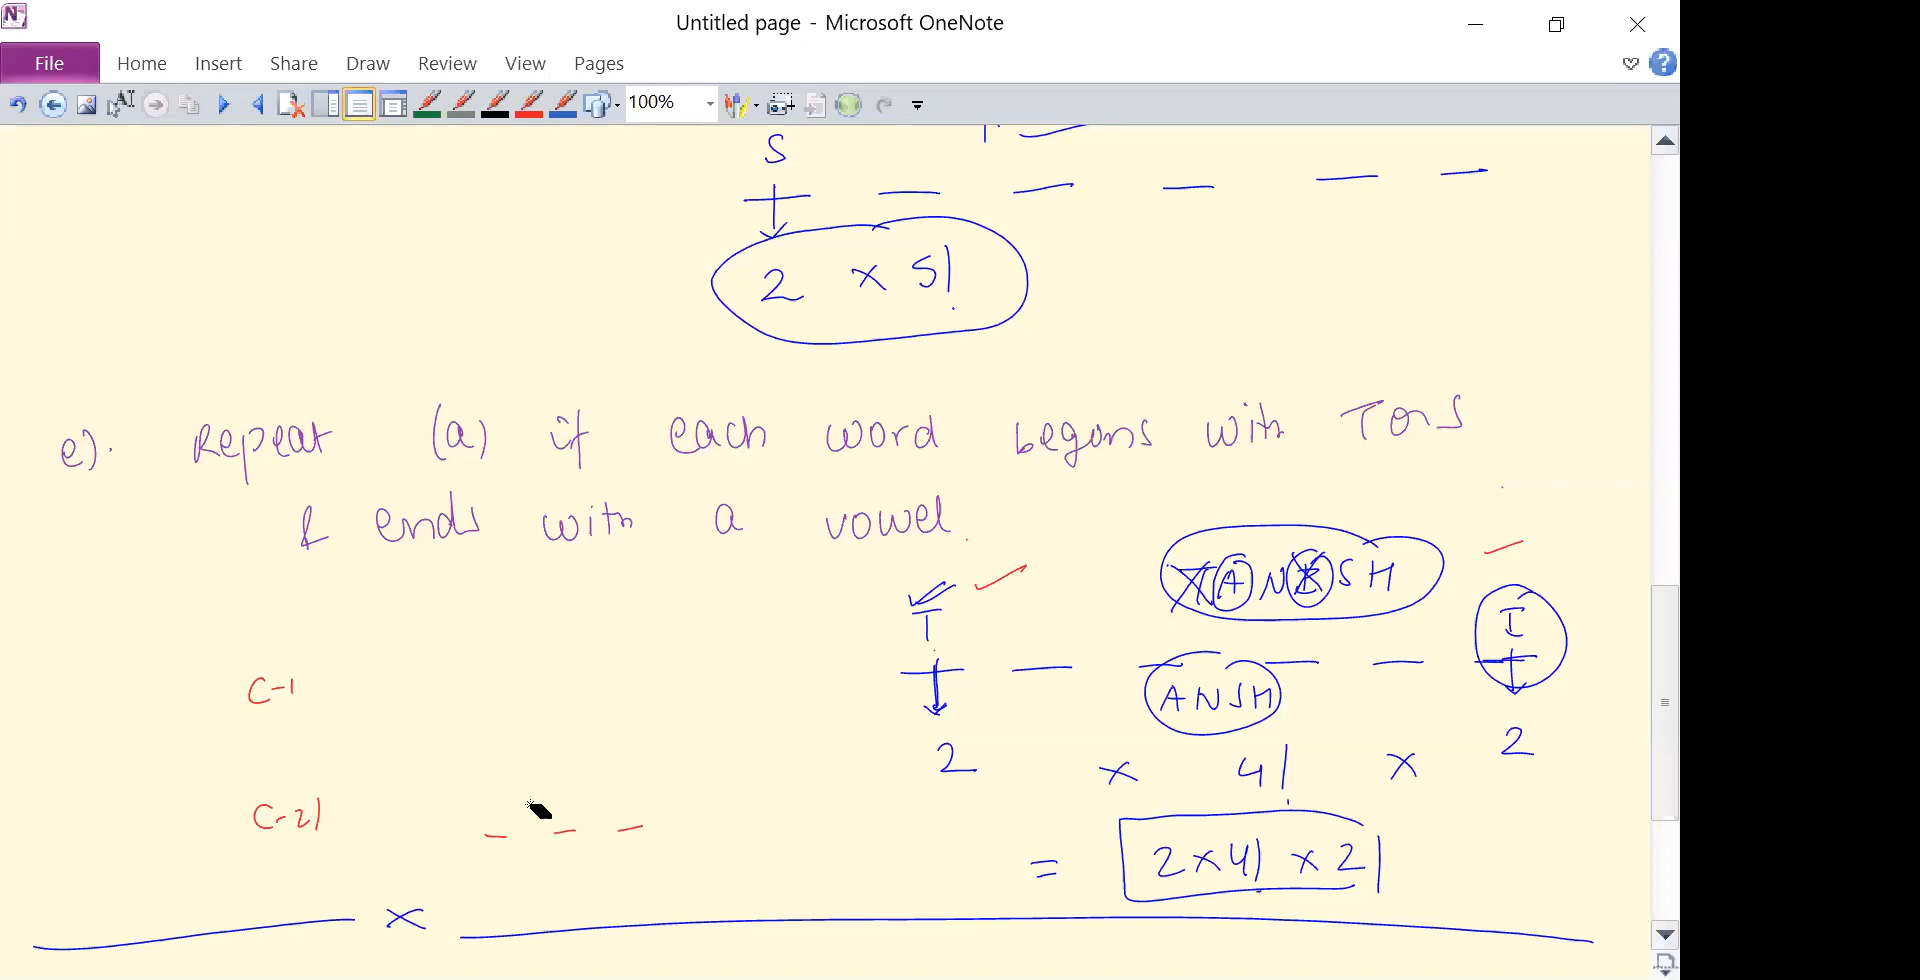 Untitled page - Microsoft OneNote
File Home Insert Share Draw Review View Pages
100%
S
2 x 5!
e). Repeat (a) if each word begins with T or S
& ends with a vowel.
TANISH
T
I
C-1
ANSH
2 x 4! x 2
C-2)
= 2 x 4! x 2
x